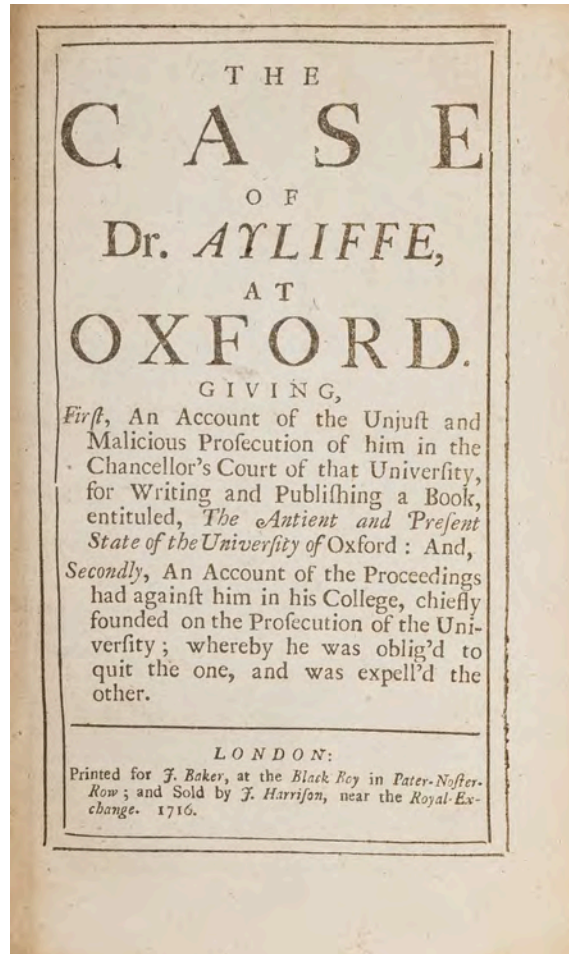 THE
CASE
OF
Dr. AYLIFFE,
AT
OXFORD.
GIVING,
Firſt, An Account of the Unjuſt and
Malicious Proſecution of him in the
Chancellor's Court of that Univerſity,
for Writing and Publiſhing a Book,
entituled, The Antient and Preſent
State of the Univerſity of Oxford : And,
Secondly, An Account of the Proceedings
had againſt him in his College, chiefly
founded on the Proſecution of the Uni-
verſity ; whereby he was oblig'd to
quit the one, and was expell'd the
other.
LONDON:
Printed for J. Baker, at the Black Boy in Pater-Noſter-
Row ; and Sold by J. Harriſon, near the Royal-Ex-
change. 1716.